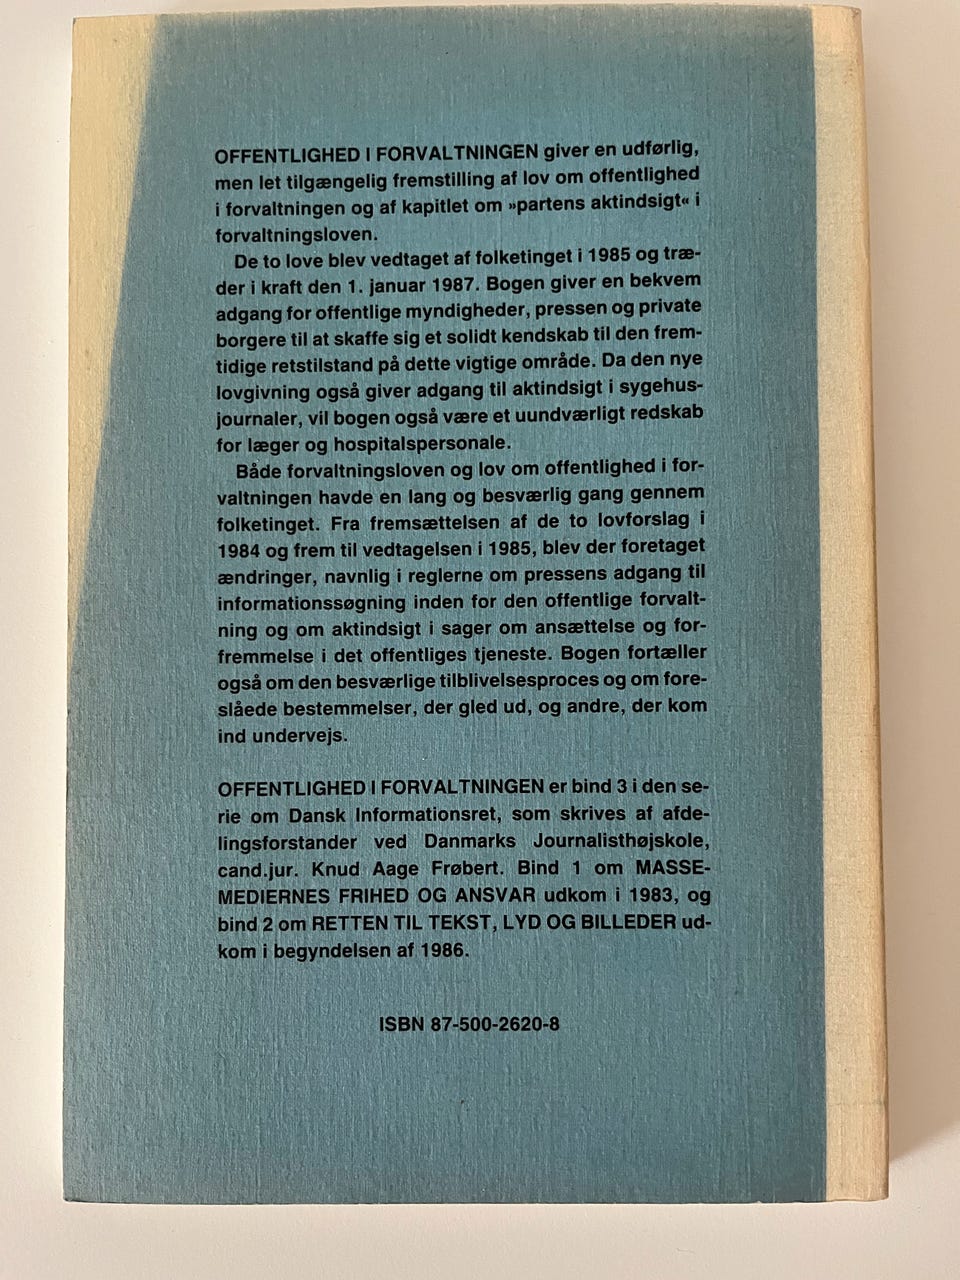 OFFENTLIGHED I FORVALTNINGEN giver en udførlig,
men let tilgængelig fremstilling af lov om offentlighed
i forvaltningen og af kapitlet om »partens aktindsigt« i
forvaltningsloven.
De to love blev vedtaget af folketinget i 1985 og træ-
der i kraft den 1. januar 1987. Bogen giver en bekvem
adgang for offentlige myndigheder, pressen og private
borgere til at skaffe sig et solidt kendskab til den frem-
tidige retstilstand på dette vigtige område. Da den nye
lovgivning også giver adgang til aktindsigt i sygehus-
journaler, vil bogen også være et uundværligt redskab
for læger og hospitalspersonale.
Både forvaltningsloven og lov om offentlighed i for-
valtningen havde en lang og besværlig gang gennem
folketinget. Fra fremsættelsen af de to lovforslag i
1984 og frem til vedtagelsen i 1985, blev der foretaget
ændringer, navnlig i reglerne om pressens adgang til
informationssøgning inden for den offentlige forvalt-
ning og om aktindsigt i sager om ansættelse og for-
fremmelse i det offentliges tjeneste. Bogen fortæller
også om den besværlige tilblivelsesproces og om fore-
slåede bestemmelser, der gled ud, og andre, der kom
ind undervejs.
OFFENTLIGHED I FORVALTNINGEN er bind 3 i den se-
rie om Dansk Informationsret, som skrives af afde-
lingsforstander ved Danmarks Journalisthøjskole,
cand.jur. Knud Aage Frøbert. Bind 1 om MASSE-
MEDIERNES FRIHED OG ANSVAR udkom i 1983, og
bind 2 om RETTEN TIL TEKST, LYD OG BILLEDER ud-
kom i begyndelsen af 1986.
ISBN 87-500-2620-8